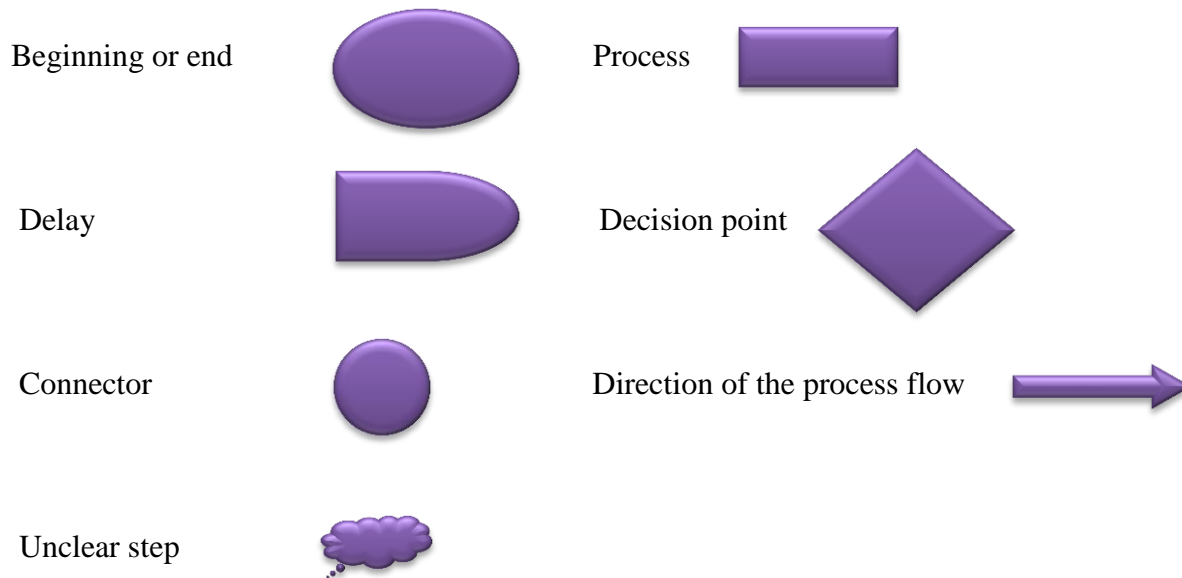 Beginning or end
Process
Delay
Decision point
Connector
Direction of the process flow
Unclear step